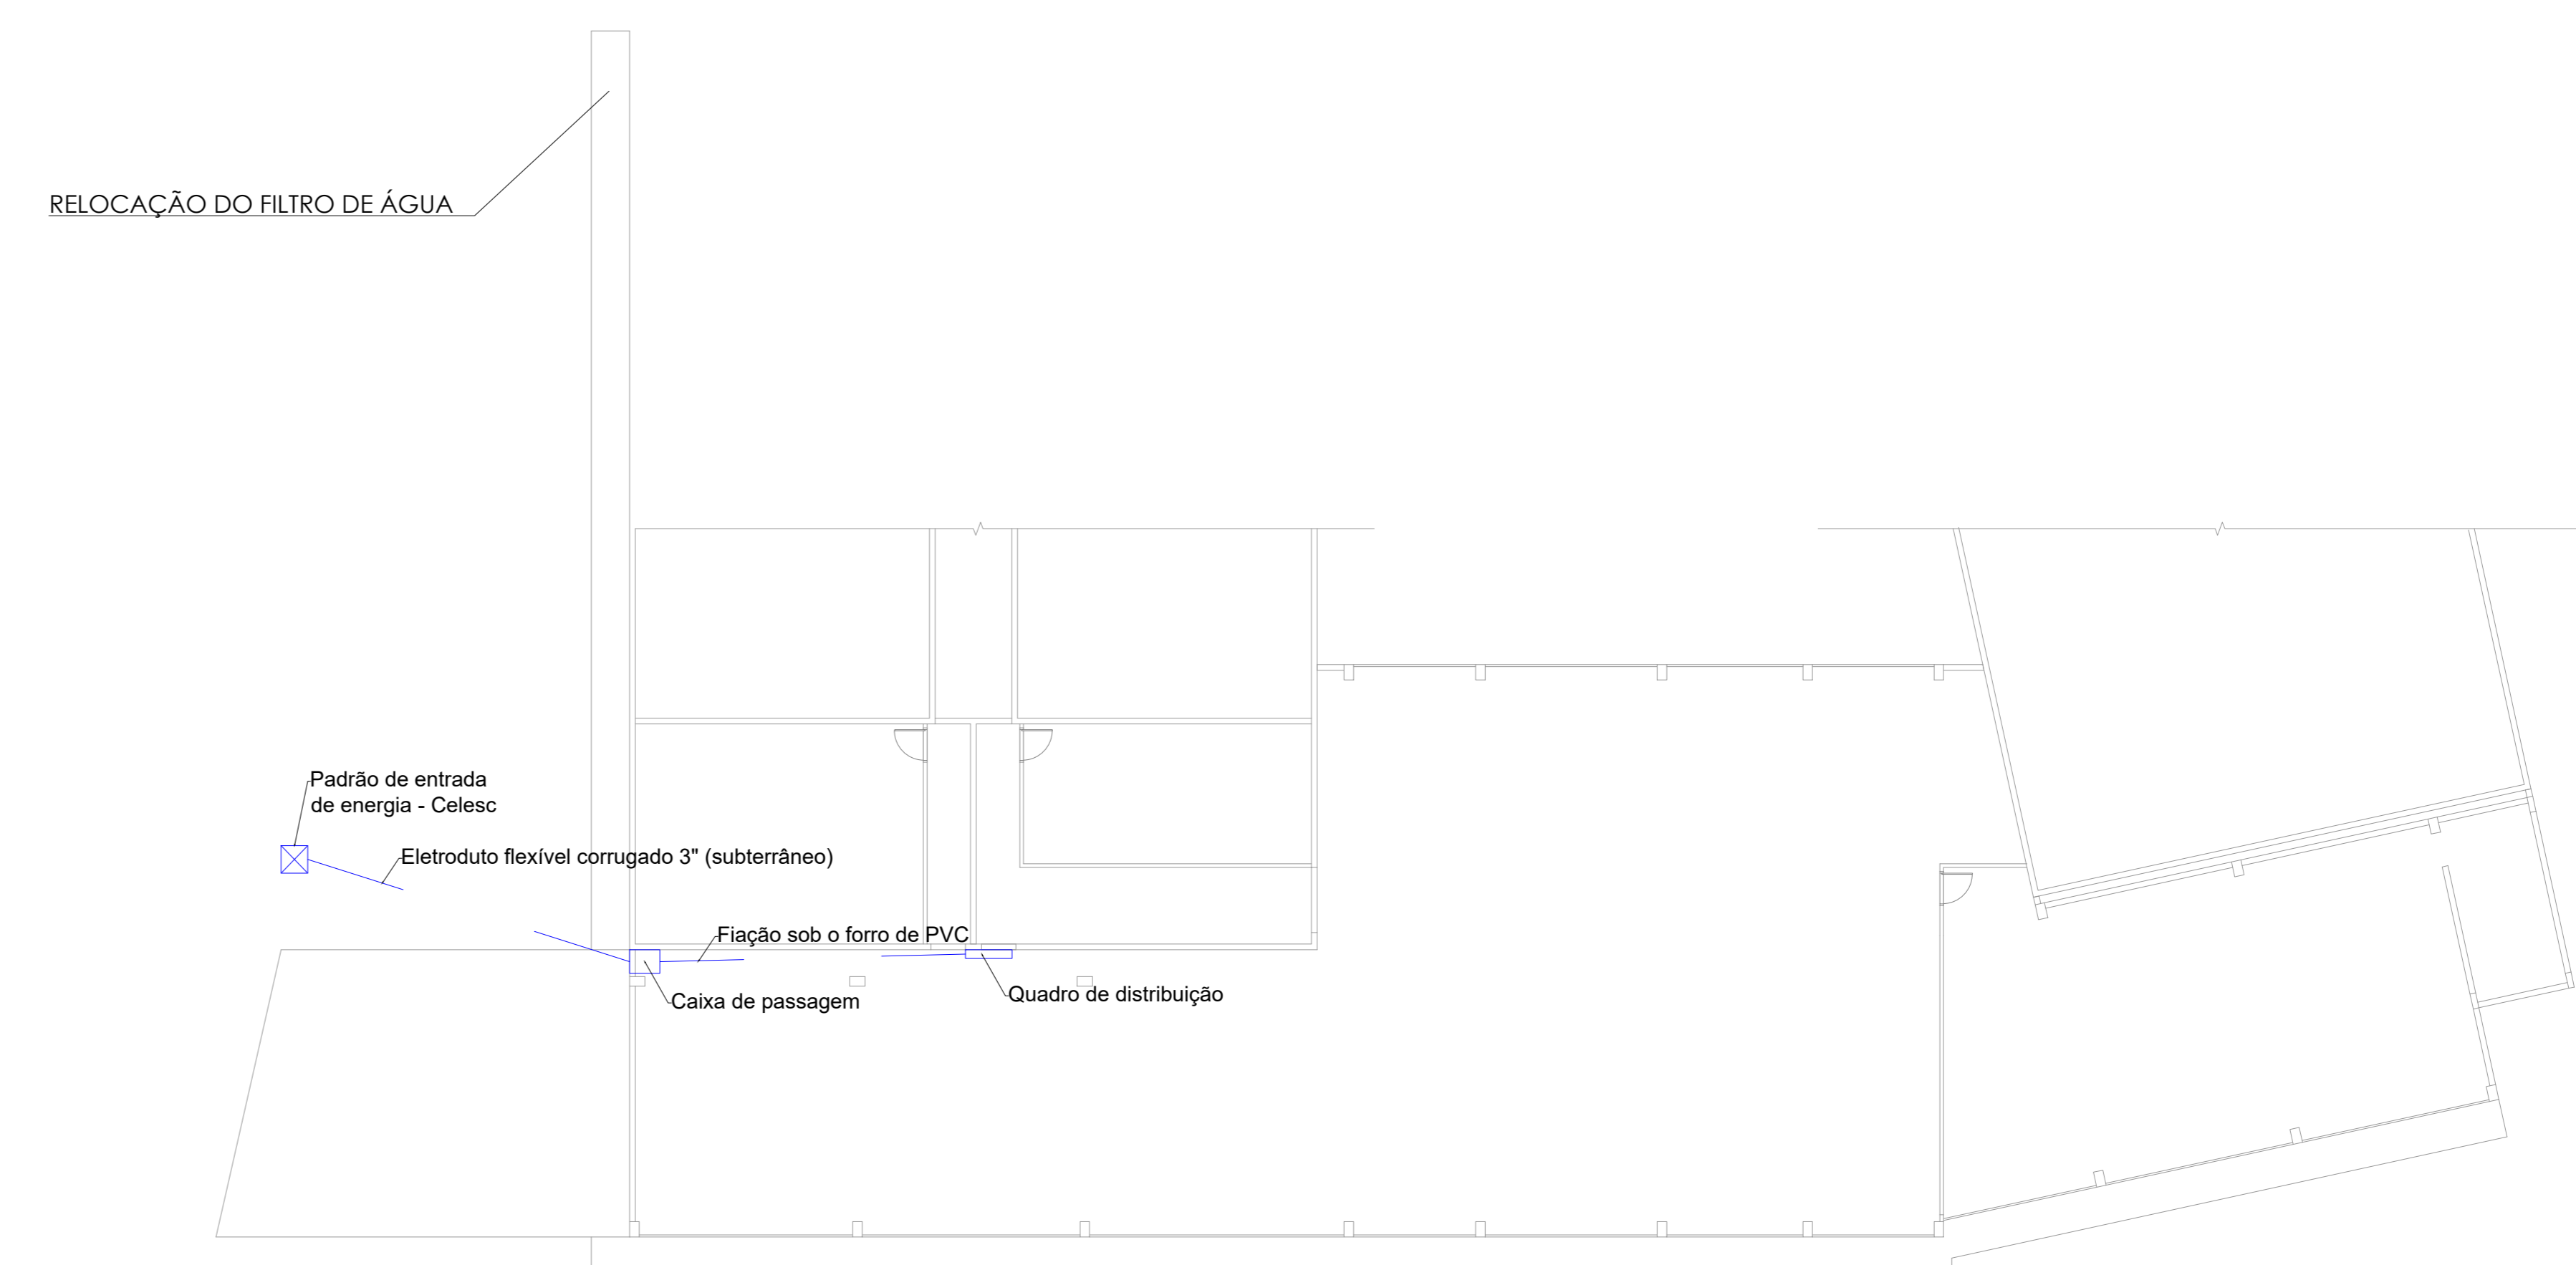 RELOCAÇÃO DO FILTRO DE ÁGUA
Padrão de entrada
de energia - Celesc
Eletroduto flexível corrugado 3" (subterrâneo)
Fiação sob o forro de PVC
Caixa de passagem
Quadro de distribuição